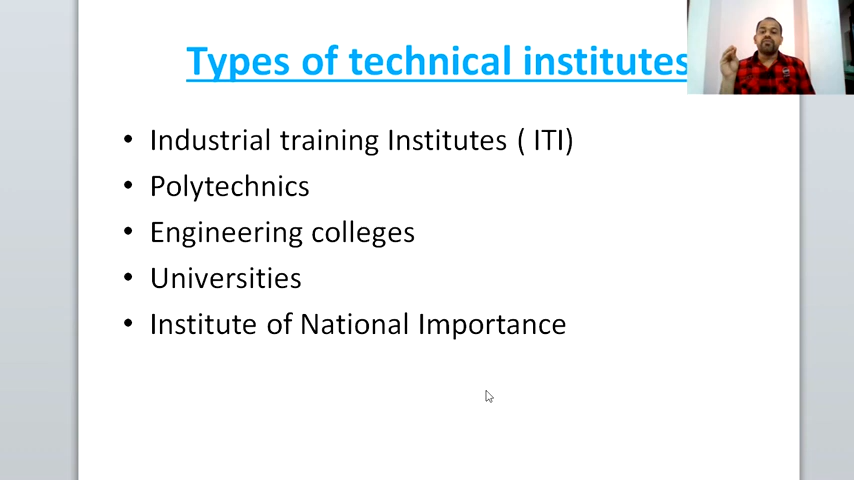 Types of technical institutes
• Industrial training Institutes ( ITI)
• Polytechnics
• Engineering colleges
• Universities
• Institute of National Importance